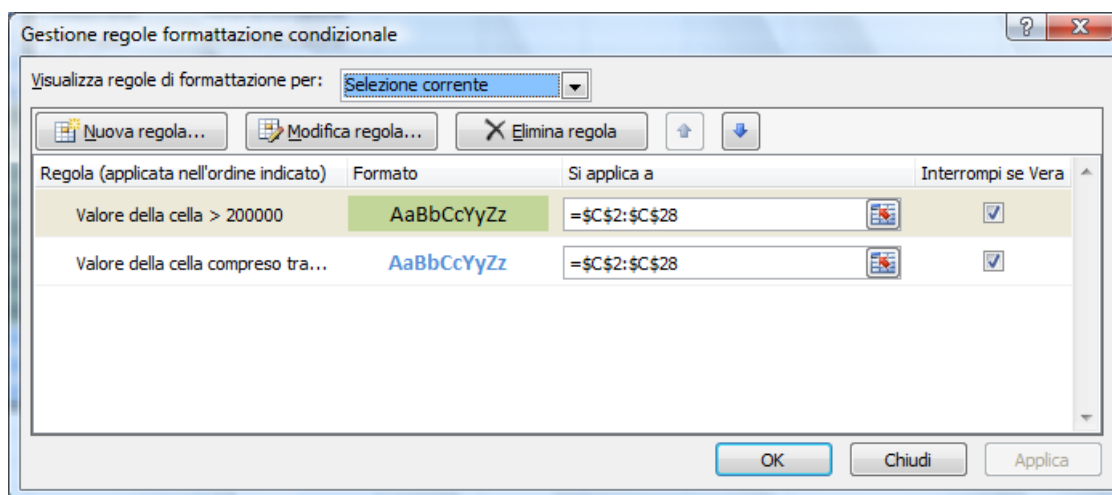 Gestione regole formattazione condizionale
Visualizza regole di formattazione per: Selezione corrente
Nuova regola... Modifica regola... Elimina regola
Regola (applicata nell'ordine indicato) Formato Si applica a Interrompi se Vera
Valore della cella > 200000 AaBbCcYyZz =$C$2:$C$28
Valore della cella compreso tra... AaBbCcYyZz =$C$2:$C$28
OK Chiudi Applica